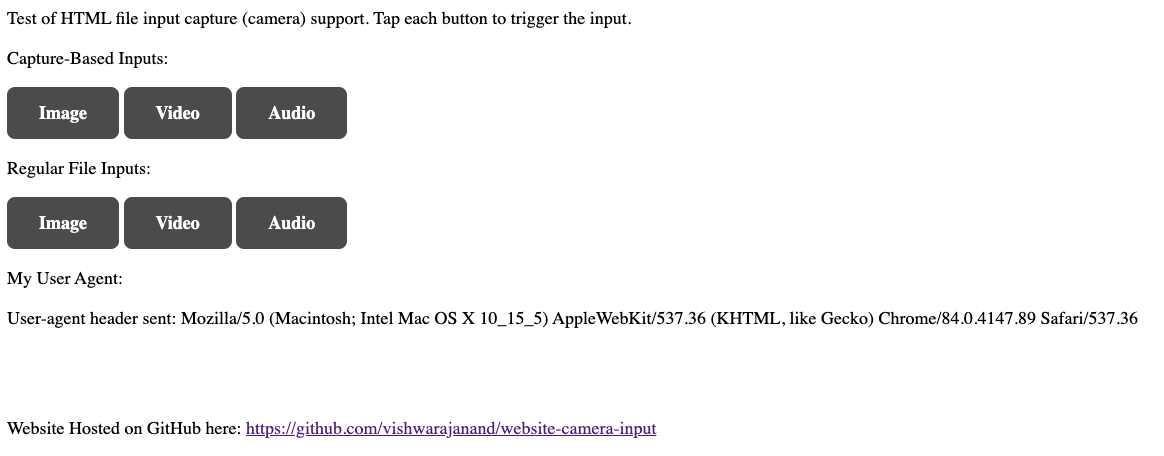 Test of HTML file input capture (camera) support. Tap each button to trigger the input.
Capture-Based Inputs:
Image Video Audio
Regular File Inputs:
Image Video Audio
My User Agent:
User-agent header sent: Mozilla/5.0 (Macintosh; Intel Mac OS X 10_15_5) AppleWebKit/537.36 (KHTML, like Gecko) Chrome/84.0.4147.89 Safari/537.36
Website Hosted on GitHub here: https://github.com/vishwarajanand/website-camera-input